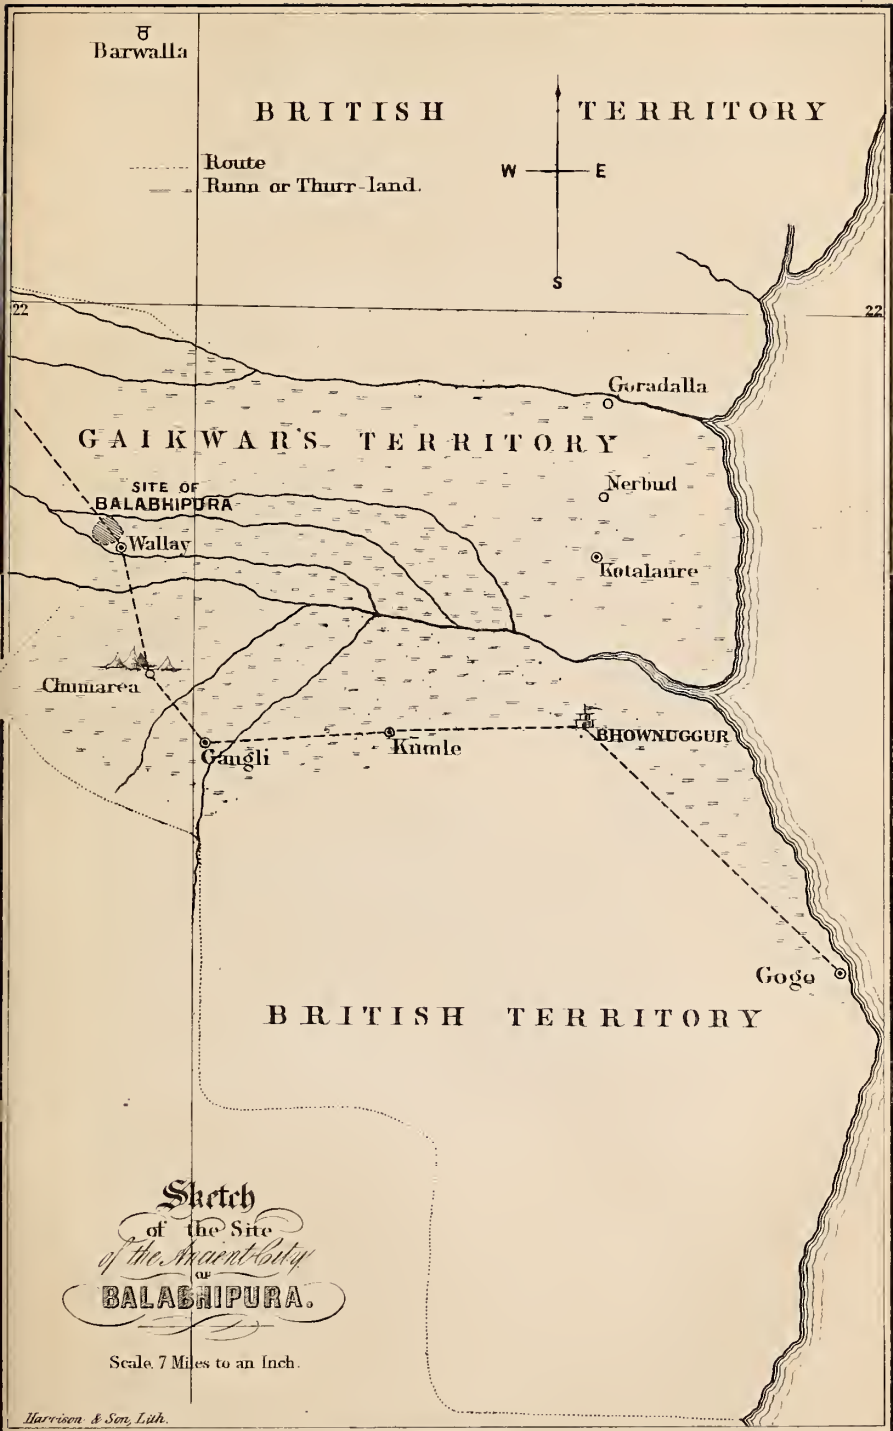 Barwalla
BRITISH TERRITORY
Route
Runn or Thurr-land.
W E
S
22 22
Goradalla
GAIKWAR'S TERRITORY
SITE OF
BALABHIPURA
Nerbud
Wallay
Kotalanre
Chumarea
BHOWNUGGUR
Kumle
Gangli
Gogo
BRITISH TERRITORY
Sketch
of the Site
of the Ancient City
OF
BALABHIPURA.
Scale. 7 Miles to an Inch.
Harrison & Son, Lith.